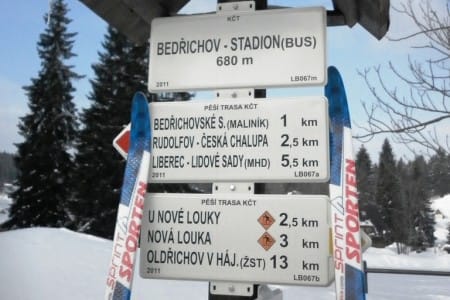 KČT
BEDŘICHOV - STADION(BUS)
680 m
2011 LB067m
PĚŠÍ TRASA KČT
BEDŘICHOVSKÉ S.(MALINÍK) 1 km
RUDOLFOV - ČESKÁ CHALUPA 2,5 km
LIBEREC - LIDOVÉ SADY(MHD) 5,5 km
2011 LB067a
PĚŠÍ TRASA KČT
U NOVÉ LOUKY 2,5 km
NOVÁ LOUKA 3 km
OLDŘICHOV V HÁJ.(ŽST) 13 km
2011 LB067b
SPORTEN
SPRINT
SPORTEN
SPRINT